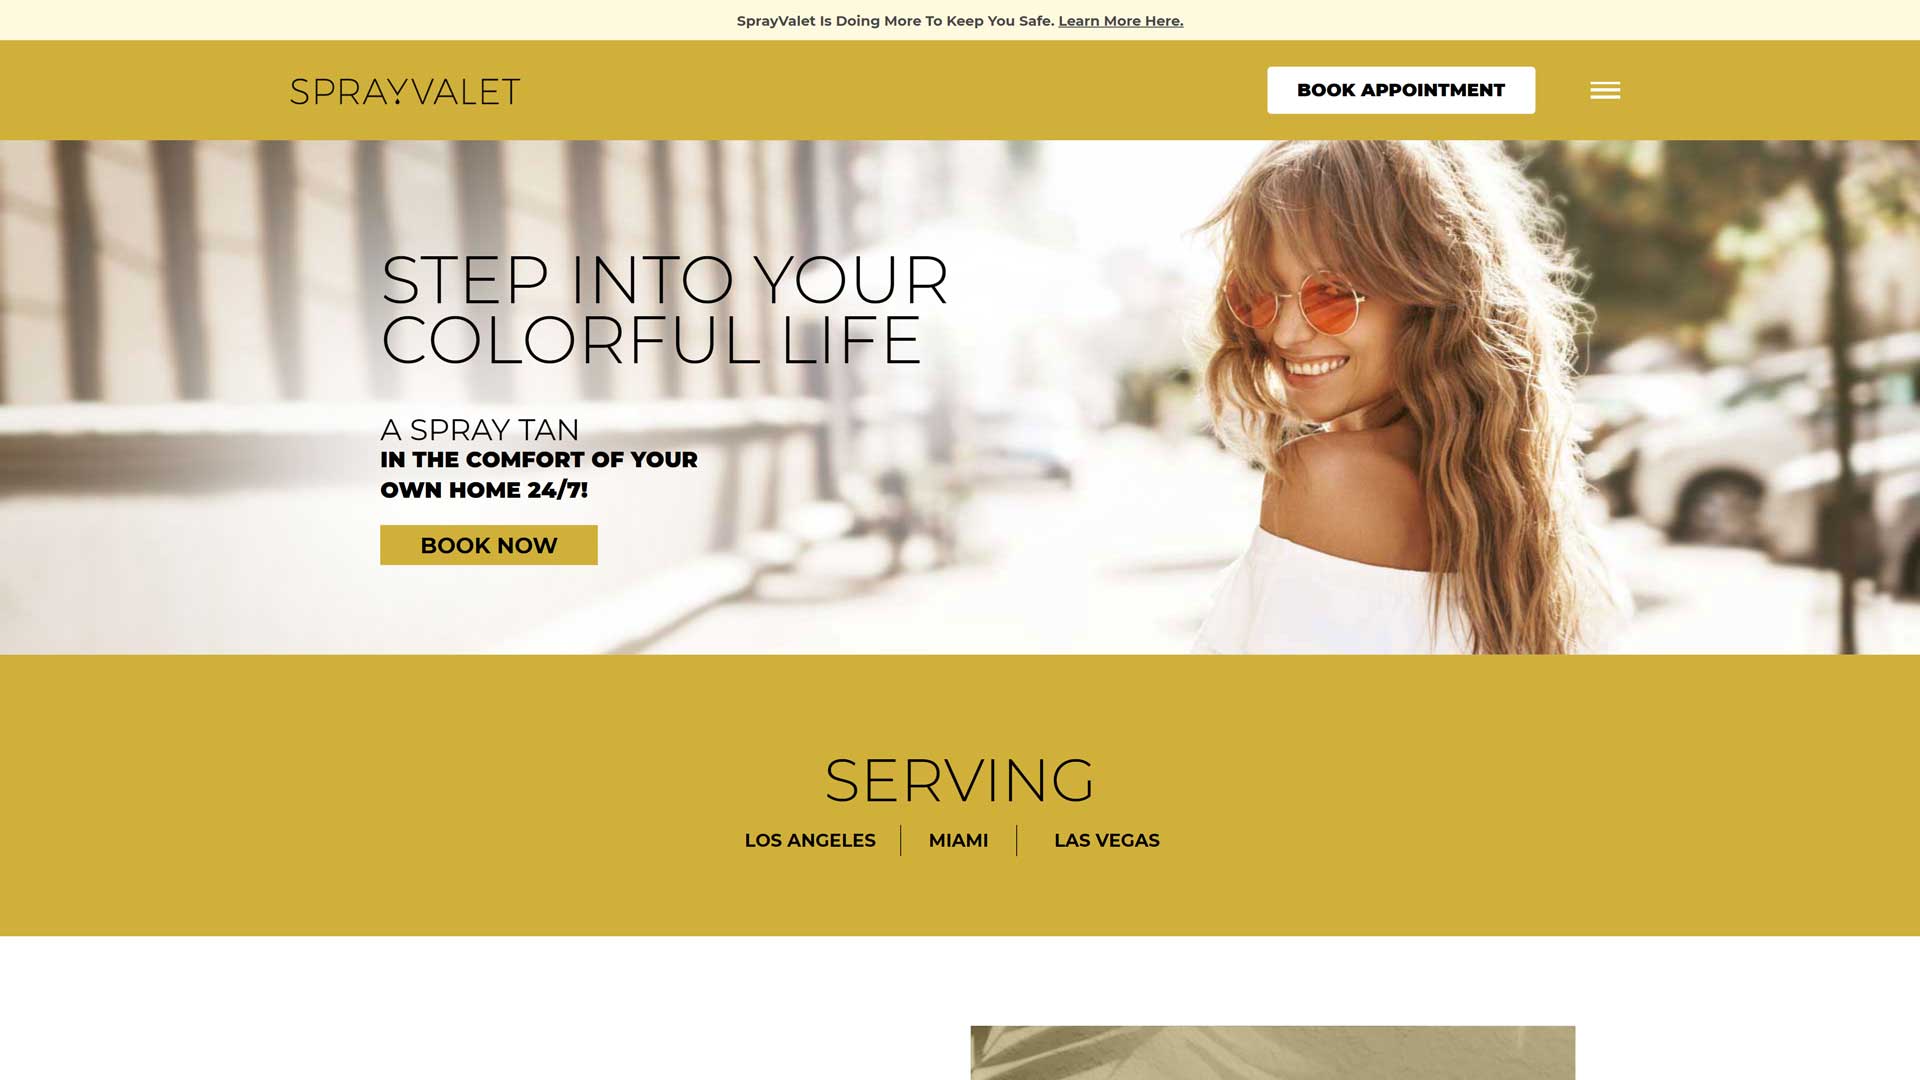 SprayValet Is Doing More To Keep You Safe. Learn More Here.
SPRAYVALET
BOOK APPOINTMENT
STEP INTO YOUR
COLORFUL LIFE
A SPRAY TAN
IN THE COMFORT OF YOUR
OWN HOME 24/7!
BOOK NOW
SERVING
LOS ANGELES
MIAMI
LAS VEGAS